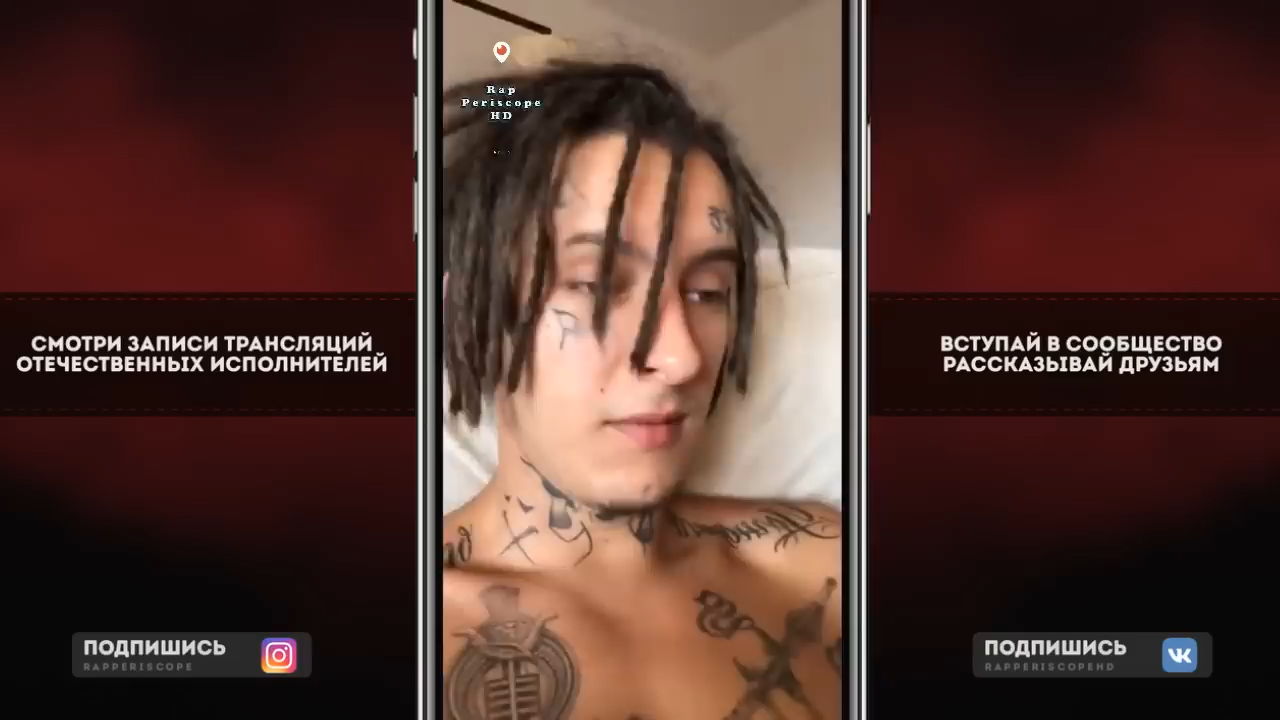 Rap
Periscope
HD
СМОТРИ ЗАПИСИ ТРАНСЛЯЦИЙ
ОТЕЧЕСТВЕННЫХ ИСПОЛНИТЕЛЕЙ
ВСТУПАЙ В СООБЩЕСТВО
РАССКАЗЫВАЙ ДРУЗЬЯМ
ПОДПИШИСЬ
RAPPERISCOPE
ПОДПИШИСЬ
RAPPERISCOPEHD